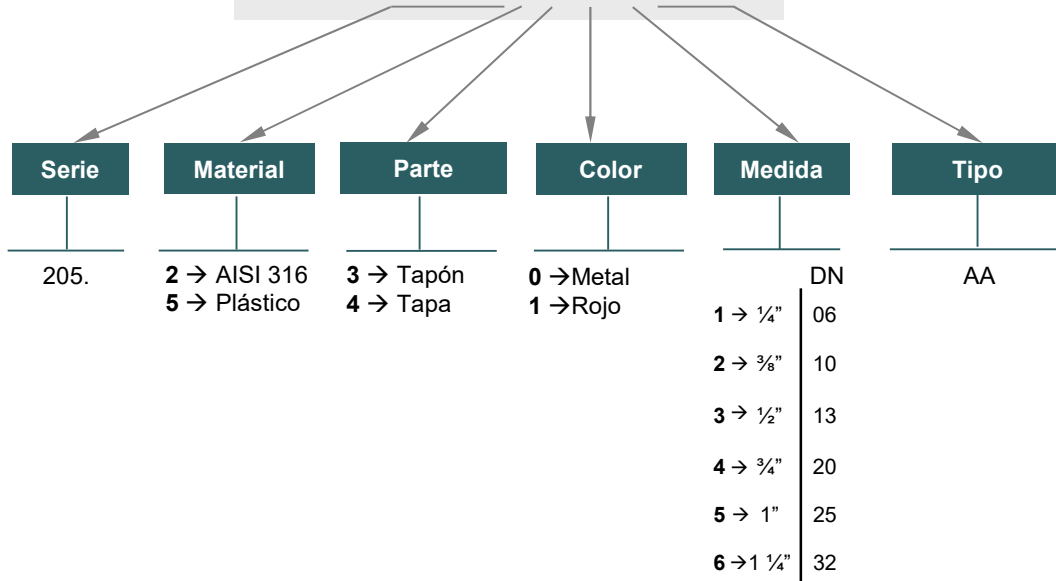 Serie
Material
Parte
Color
Medida
Tipo
205.
2 → AISI 316
5 → Plástico
3 → Tapón
4 → Tapa
0 →Metal
1 →Rojo
DN
1 → ¼” 06
2 → ⅜” 10
3 → ½” 13
4 → ¾” 20
5 → 1” 25
6 →1 ¼” 32
AA